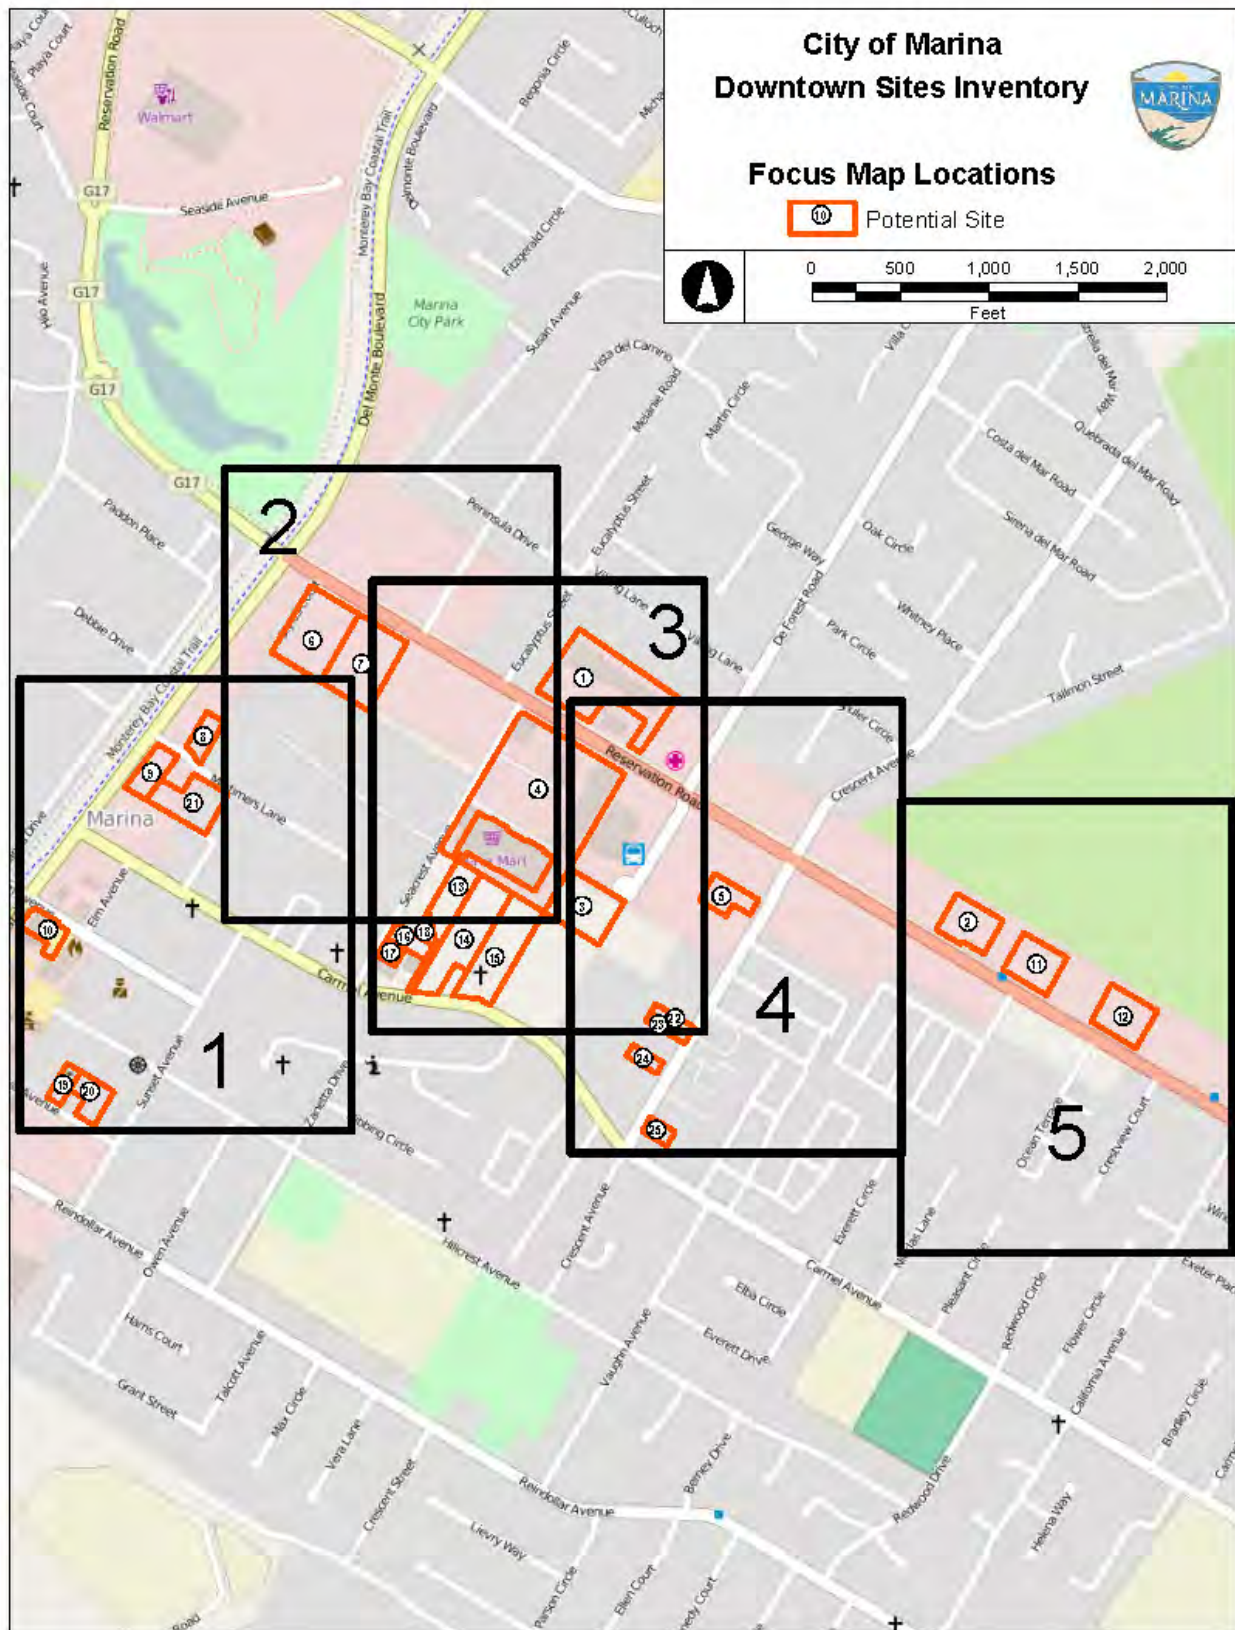 City of Marina
Downtown Sites Inventory
MARINA
Focus Map Locations
10 Potential Site
0 500 1,000 1,500 2,000
Feet
Playa Court
Reservation Road
Walmart
G17
Seaside Avenue
Monterey Bay Coastal Trail
Begonia Circle
Fitzgerald Circle
G17
Marina
City Park
Susan Avenue
Del Monte Boulevard
G17
Vista del Camino
Melanie Road
Martin Circle
Costa del Mar Road
Quebrada del Mar Road
G17
Paddon Place
2
Peninsula Drive
Eucalyptus Street
George Way
Oak Circle
Sirena del Mar Road
De Forest Road
Whitney Place
Park Circle
Viking Lane
Viking Lane
3
Debbie Drive
Eucalyptus Street
Tallmon Street
6
7
1
Monterey Bay Coastal Trail
8
9
21
Marina
Reservation Road
Crescent Avenue
4
Mart
Seacrest Avenue
Elm Avenue
13
3
5
2
10
16
18
17
14
15
11
12
Carmel Avenue
23
22
24
25
4
1
Sunset Avenue
Zanetta Drive
19
20
5
Ocean Terrace
Crestview Court
Reindollar Avenue
Owen Avenue
Hillcrest Avenue
Crescent Avenue
Everett Circle
Pleasant Circle
Carmel Avenue
Redwood Circle
Flower Circle
California Avenue
Elba Circle
Everett Drive
Harris Court
Talcott Avenue
Vaughn Avenue
Grant Street
Max Circle
Vera Lane
Crescent Street
Bradley Circle
Berney Drive
Redwood Drive
Reindollar Avenue
Helena Way
Lievry Way
Parson Circle
Ellen Court
Road